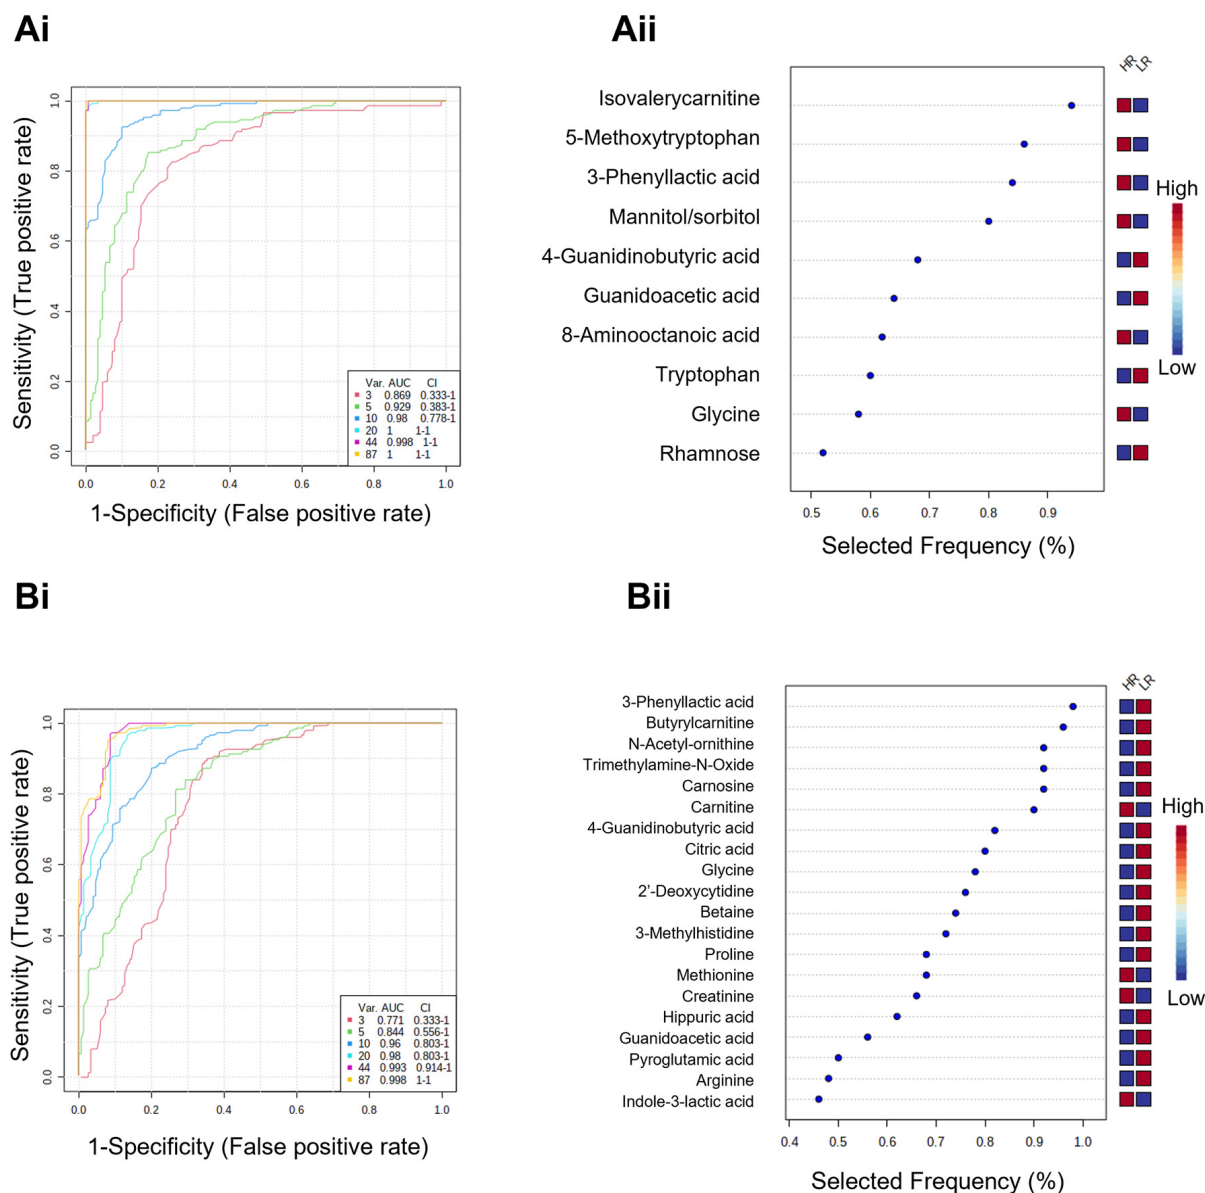 Ai
Sensitivity (True positive rate)
1.0
0.8
0.6
0.4
0.2
0.0
Var. AUC CI
3 0.869 0.333-1
5 0.929 0.383-1
10 0.98 0.778-1
20 1 1-1
44 0.998 1-1
87 1 1-1
0.0 0.2 0.4 0.6 0.8 1.0
1-Specificity (False positive rate)
Aii
HR LR
Isovalerycarnitine
5-Methoxytryptophan
3-Phenyllactic acid
Mannitol/sorbitol
4-Guanidinobutyric acid
Guanidoacetic acid
8-Aminooctanoic acid
Tryptophan
Glycine
Rhamnose
High
Low
0.5 0.6 0.7 0.8 0.9
Selected Frequency (%)
Bi
Sensitivity (True positive rate)
1.0
0.8
0.6
0.4
0.2
0.0
Var. AUC CI
3 0.771 0.333-1
5 0.844 0.556-1
10 0.96 0.803-1
20 0.98 0.803-1
44 0.993 0.914-1
87 0.998 1-1
0.0 0.2 0.4 0.6 0.8 1.0
1-Specificity (False positive rate)
Bii
HR LR
3-Phenyllactic acid
Butyrylcarnitine
N-Acetyl-ornithine
Trimethylamine-N-Oxide
Carnosine
Carnitine
4-Guanidinobutyric acid
Citric acid
Glycine
2'-Deoxycytidine
Betaine
3-Methylhistidine
Proline
Methionine
Creatinine
Hippuric acid
Guanidoacetic acid
Pyroglutamic acid
Arginine
Indole-3-lactic acid
High
Low
0.4 0.5 0.6 0.7 0.8 0.9 1.0
Selected Frequency (%)